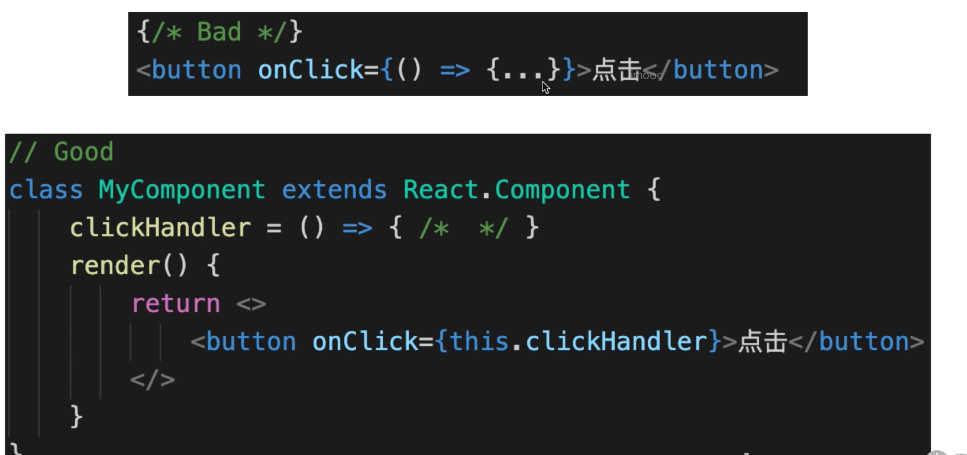 {/* Bad */}
<button onClick={() => {...}}>点击</button>
// Good
class MyComponent extends React.Component {
    clickHandler = () => { /*  */ }
    render() {
        return <>
            <button onClick={this.clickHandler}>点击</button>
        </>
    }
}